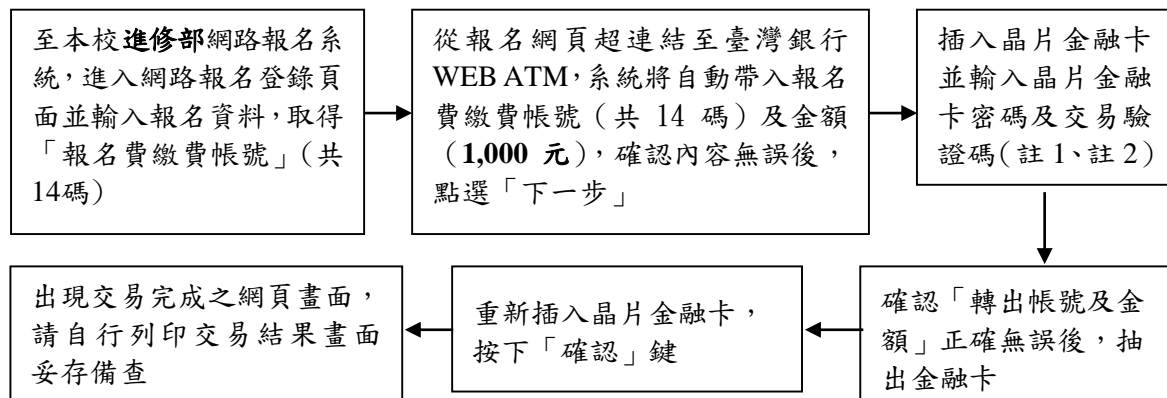 至本校進修部網路報名系
統,進入網路報名登錄頁
面並輸入報名資料,取得
「報名費繳費帳號」(共
14碼)
從報名網頁超連結至臺灣銀行
WEB ATM,系統將自動帶入報名
費繳費帳號(共 14 碼)及金額
(1,000 元),確認內容無誤後,
點選「下一步」
插入晶片金融卡
並輸入晶片金融
卡密碼及交易驗
證碼(註 1、註 2)
確認「轉出帳號及金
額」正確無誤後,抽
出金融卡
重新插入晶片金融卡,
按下「確認」鍵
出現交易完成之網頁畫面,
請自行列印交易結果畫面
妥存備查